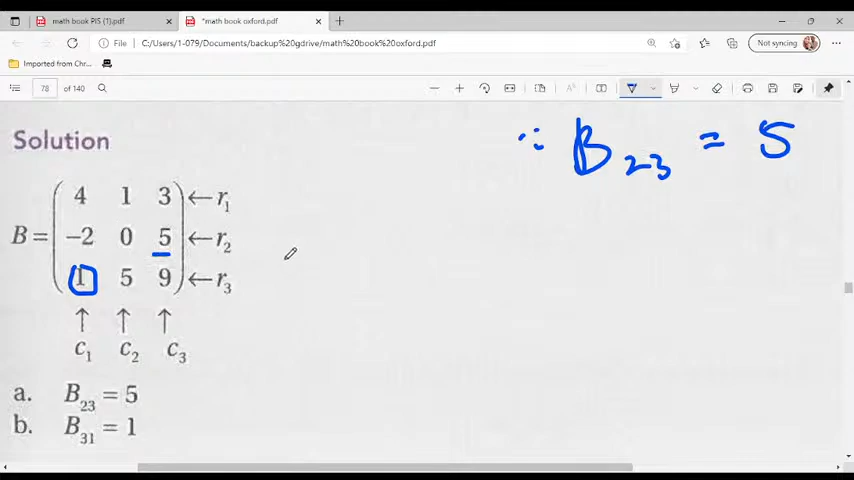 math book PIS (1).pdf
*math book oxford.pdf
File
C:/Users/1-079/Documents/backup%20gdrive/math%20book%20oxford.pdf
Not syncing
Imported from Chr...
78 of 140
Solution
∵ B₂₃ = 5
4 1 3 ←r₁
B = -2 0 5 ←r₂
1 5 9 ←r₃
↑ ↑ ↑
c₁ c₂ c₃
a. B₂₃ = 5
b. B₃₁ = 1